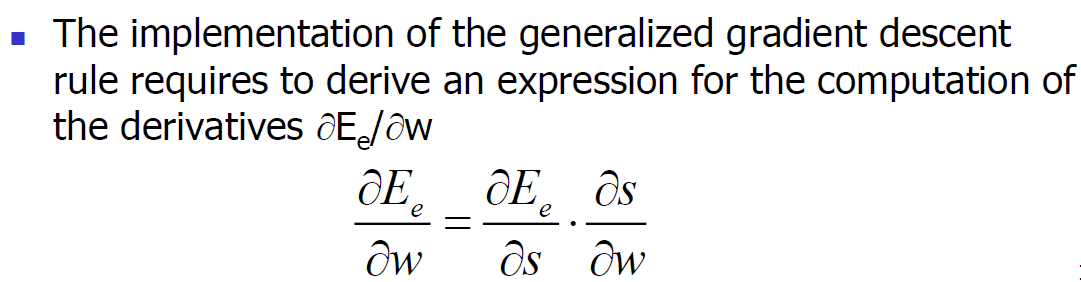 ▪ The implementation of the generalized gradient descent
rule requires to derive an expression for the computation of
the derivatives ∂Eₑ/∂w
∂Eₑ/∂w = ∂Eₑ/∂s · ∂s/∂w